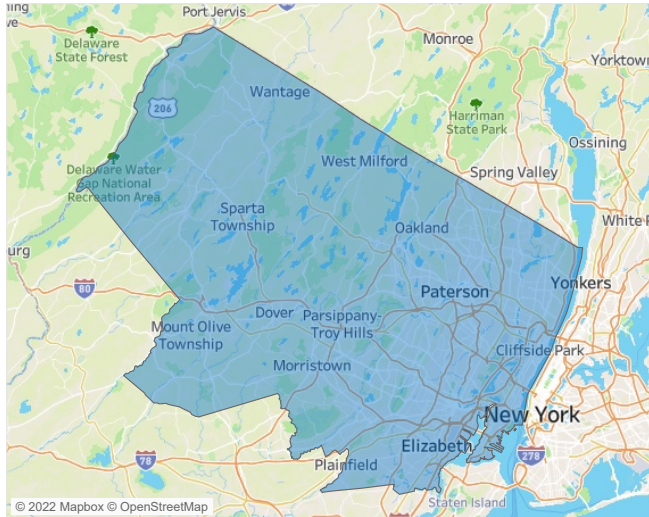 Port Jervis
ning
ve
Delaware
State Forest
Monroe
Yorktown
Wantage
206
Harriman
State Park
Ossining
West Milford
Delaware Water
Gap National
Recreation Area
Spring Valley
Sparta
Township
Oakland
White P
urg
80
Yonkers
Paterson
Dover
Parsippany-
Troy Hills
Mount Olive
Township
Cliffside Park
Morristown
New York
Elizabeth
78
Plainfield
278
Staten Island
© 2022 Mapbox © OpenStreetMap